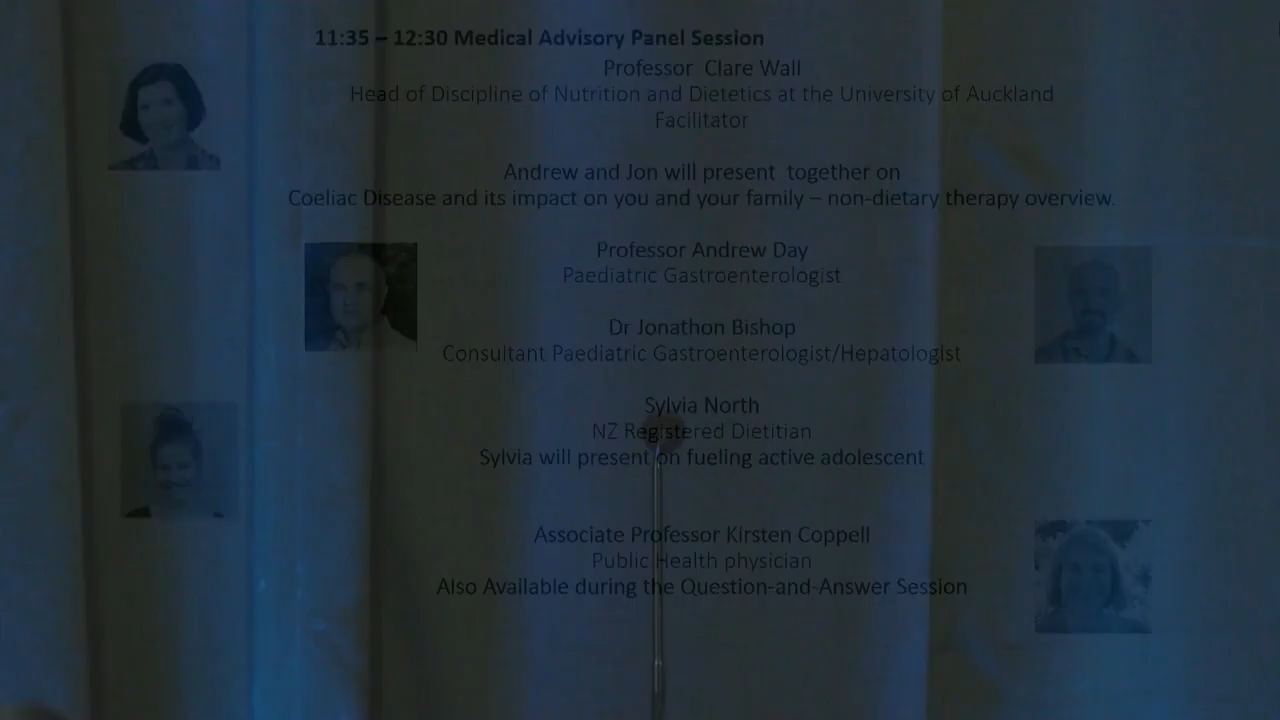 11:35 – 12:30 Medical Advisory Panel Session
Professor Clare Wall
Head of Discipline of Nutrition and Dietetics at the University of Auckland
Facilitator
Andrew and Jon will present together on
Coeliac Disease and its impact on you and your family – non-dietary therapy overview.
Professor Andrew Day
Paediatric Gastroenterologist
Dr Jonathon Bishop
Consultant Paediatric Gastroenterologist/Hepatologist
Sylvia North
NZ Registered Dietitian
Sylvia will present on fueling active adolescent
Associate Professor Kirsten Coppell
Public Health physician
Also Available during the Question-and-Answer Session